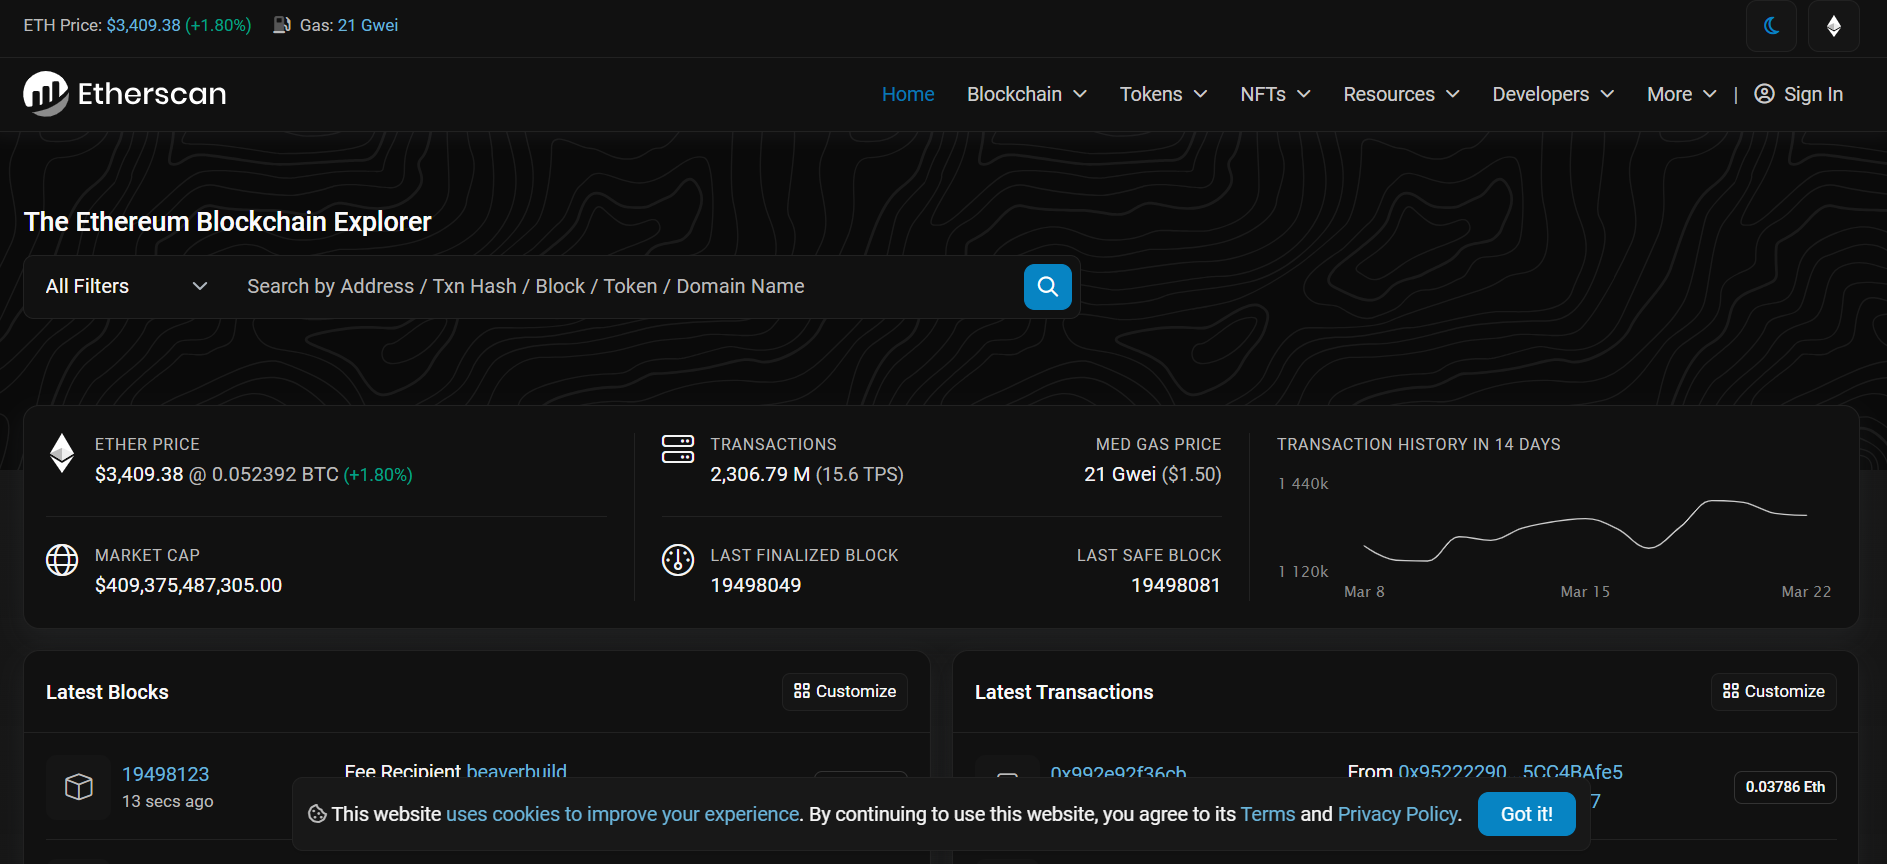 ETH Price: $3,409.38 (+1.80%) Gas: 21 Gwei
Etherscan
Home Blockchain Tokens NFTs Resources Developers More | Sign In
The Ethereum Blockchain Explorer
All Filters Search by Address / Txn Hash / Block / Token / Domain Name
ETHER PRICE
$3,409.38 @ 0.052392 BTC (+1.80%)
MARKET CAP
$409,375,487,305.00
TRANSACTIONS
2,306.79 M (15.6 TPS)
MED GAS PRICE
21 Gwei ($1.50)
LAST FINALIZED BLOCK
19498049
LAST SAFE BLOCK
19498081
TRANSACTION HISTORY IN 14 DAYS
1 440k
1 120k
Mar 8 Mar 15 Mar 22
Latest Blocks Customize
19498123
13 secs ago
Fee Recipient beaverbuild
Latest Transactions Customize
0x992e92f36cb
From 0x95222290...5CC4BAfe5
7
0.03786 Eth
This website uses cookies to improve your experience. By continuing to use this website, you agree to its Terms and Privacy Policy. Got it!